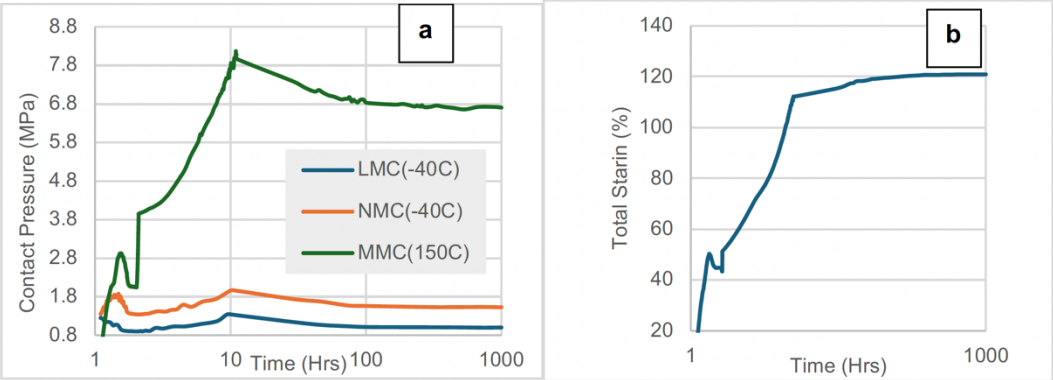 a
8.8
7.8
6.8
5.8
4.8
3.8
2.8
1.8
0.8
Contact Pressure (MPa)
LMC(-40C)
NMC(-40C)
MMC(150C)
1 10 100 1000
Time (Hrs)
b
140
120
100
80
60
40
20
Total Starin (%)
1 1000
Time (Hrs)